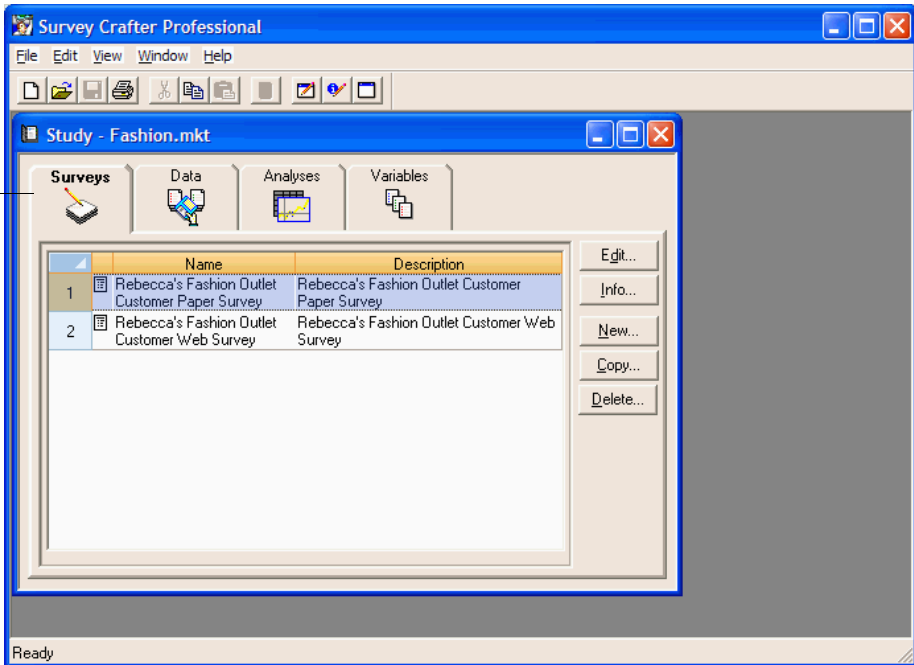 Survey Crafter Professional
File Edit View Window Help
Study - Fashion.mkt
Surveys Data Analyses Variables
Name Description
1 Rebecca's Fashion Outlet Customer Paper Survey Rebecca's Fashion Outlet Customer Paper Survey
2 Rebecca's Fashion Outlet Customer Web Survey Rebecca's Fashion Outlet Customer Web Survey
Edit...
Info...
New...
Copy...
Delete...
Ready